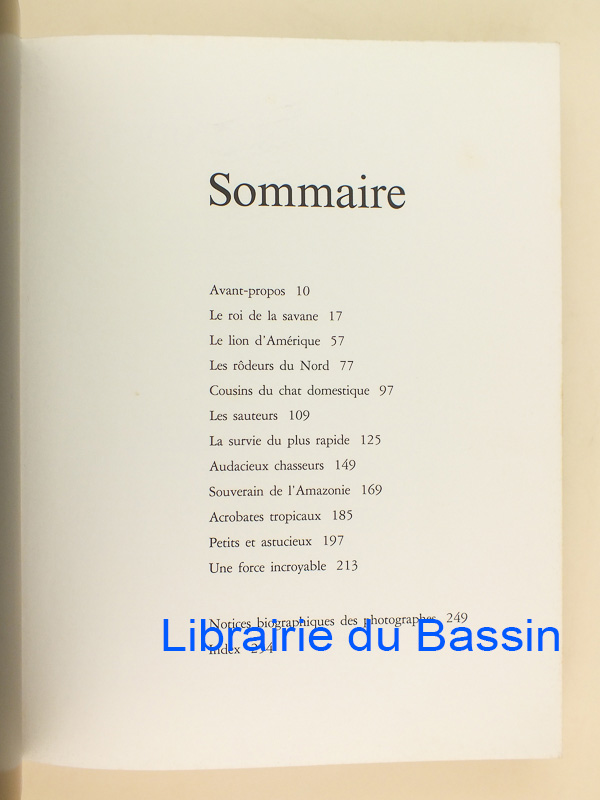 Sommaire
Avant-propos 10
Le roi de la savane 17
Le lion d'Amérique 57
Les rôdeurs du Nord 77
Cousins du chat domestique 97
Les sauteurs 109
La survie du plus rapide 125
Audacieux chasseurs 149
Souverain de l'Amazonie 169
Acrobates tropicaux 185
Petits et astucieux 197
Une force incroyable 213
Notices biographiques des photographes 249
Librairie du Bassin
Index 254